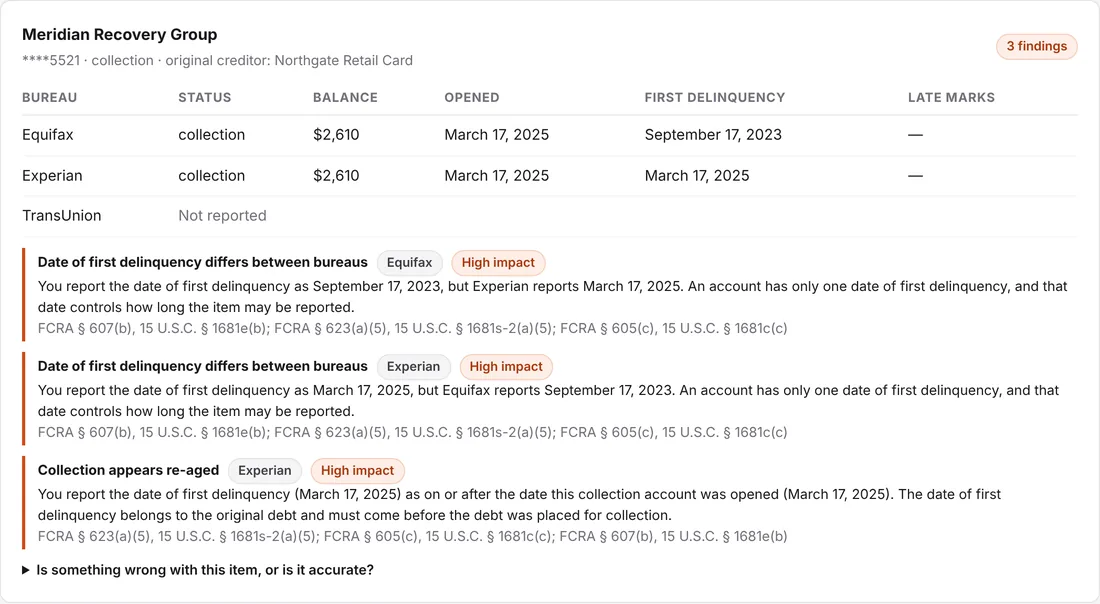 Meridian Recovery Group
3 findings
****5521 · collection · original creditor: Northgate Retail Card
BUREAU STATUS BALANCE OPENED FIRST DELINQUENCY LATE MARKS
Equifax collection $2,610 March 17, 2025 September 17, 2023 —
Experian collection $2,610 March 17, 2025 March 17, 2025 —
TransUnion Not reported
Date of first delinquency differs between bureaus Equifax High impact
You report the date of first delinquency as September 17, 2023, but Experian reports March 17, 2025. An account has only one date of first delinquency, and that
date controls how long the item may be reported.
FCRA § 607(b), 15 U.S.C. § 1681e(b); FCRA § 623(a)(5), 15 U.S.C. § 1681s-2(a)(5); FCRA § 605(c), 15 U.S.C. § 1681c(c)
Date of first delinquency differs between bureaus Experian High impact
You report the date of first delinquency as March 17, 2025, but Equifax reports September 17, 2023. An account has only one date of first delinquency, and that
date controls how long the item may be reported.
FCRA § 607(b), 15 U.S.C. § 1681e(b); FCRA § 623(a)(5), 15 U.S.C. § 1681s-2(a)(5); FCRA § 605(c), 15 U.S.C. § 1681c(c)
Collection appears re-aged Experian High impact
You report the date of first delinquency (March 17, 2025) as on or after the date this collection account was opened (March 17, 2025). The date of first
delinquency belongs to the original debt and must come before the debt was placed for collection.
FCRA § 623(a)(5), 15 U.S.C. § 1681s-2(a)(5); FCRA § 605(c), 15 U.S.C. § 1681c(c); FCRA § 607(b), 15 U.S.C. § 1681e(b)
▶ Is something wrong with this item, or is it accurate?